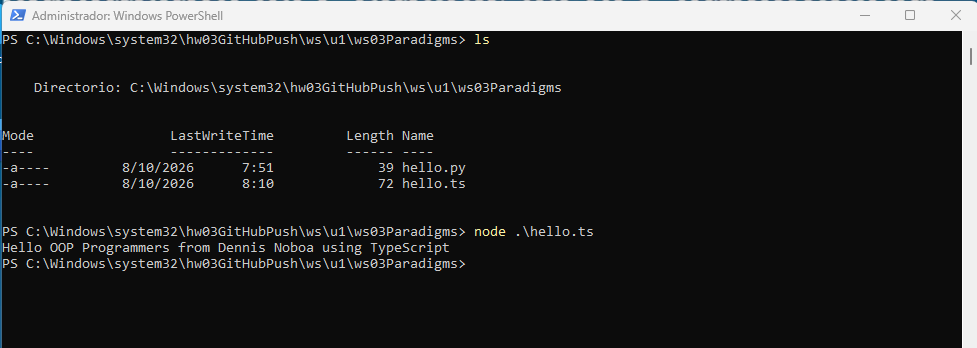 Administrador: Windows PowerShell
PS C:\Windows\system32\hw03GitHubPush\ws\u1\ws03Paradigms> ls
Directorio: C:\Windows\system32\hw03GitHubPush\ws\u1\ws03Paradigms
Mode                 LastWriteTime         Length Name
----                 -------------         ------ ----
-a----         8/10/2026      7:51             39 hello.py
-a----         8/10/2026      8:10             72 hello.ts
PS C:\Windows\system32\hw03GitHubPush\ws\u1\ws03Paradigms> node .\hello.ts
Hello OOP Programmers from Dennis Noboa using TypeScript
PS C:\Windows\system32\hw03GitHubPush\ws\u1\ws03Paradigms>